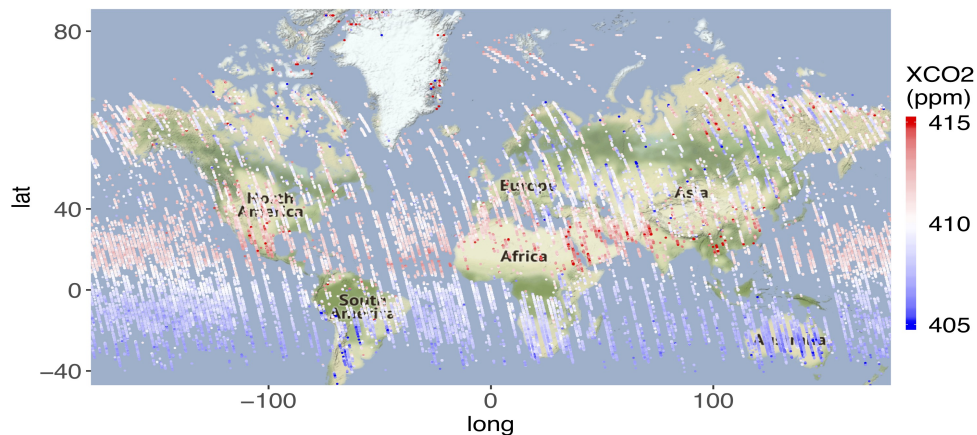 80
40
0
−40
lat
−100
0
100
long
North
America
South
America
Europe
Africa
Asia
Australia
XCO2
(ppm)
415
410
405